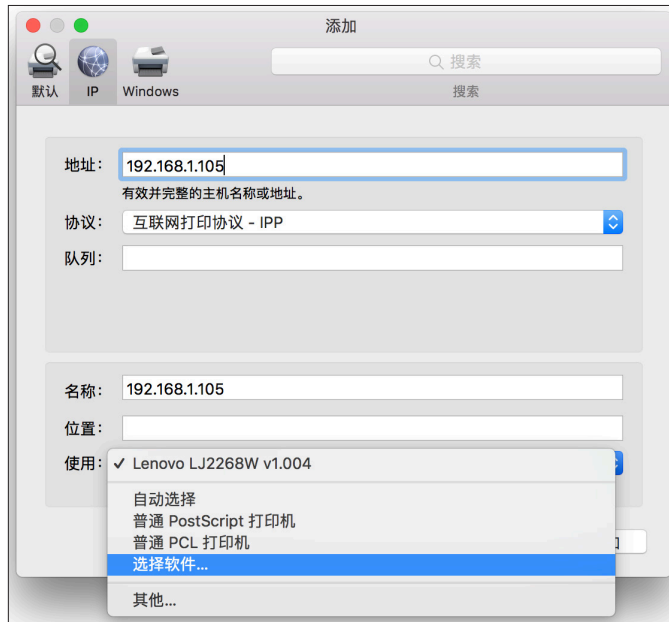 添加
搜索
默认 IP Windows 搜索
地址： 192.168.1.105
有效并完整的主机名称或地址。
协议： 互联网打印协议 - IPP
队列：
名称： 192.168.1.105
位置：
使用： ✓ Lenovo LJ2268W v1.004
自动选择
普通 PostScript 打印机
普通 PCL 打印机
选择软件...
其他...